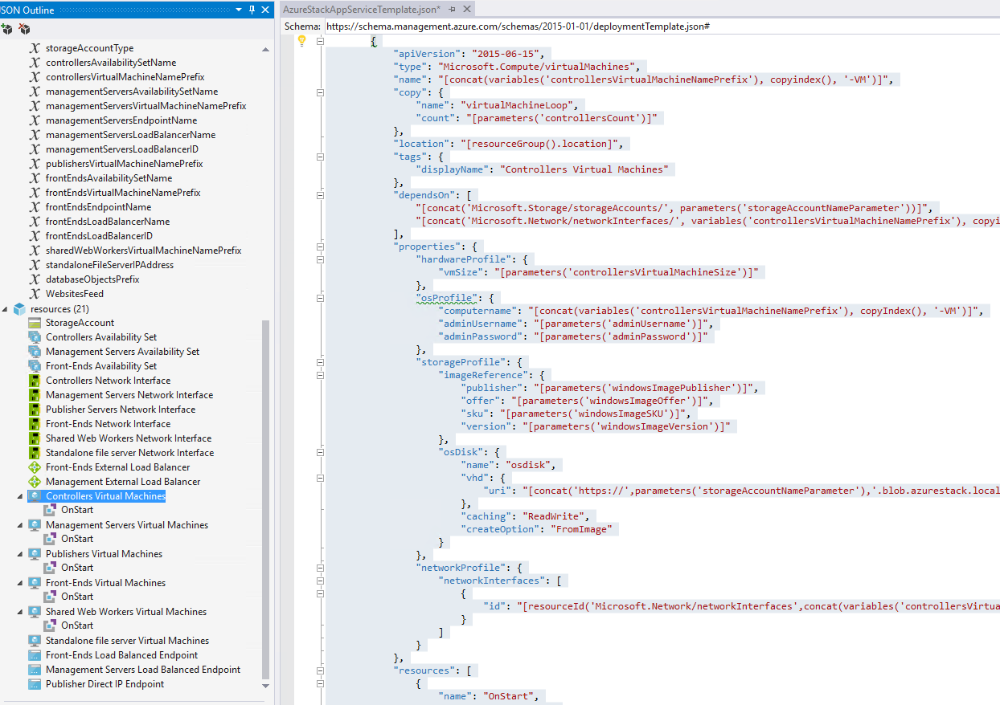 JSON Outline
storageAccountType
controllersAvailabilitySetName
controllersVirtualMachineNamePrefix
managementServersAvailabilitySetName
managementServersVirtualMachineNamePrefix
managementServersEndpointName
managementServersLoadBalancerName
managementServersLoadBalancerID
publishersVirtualMachineNamePrefix
frontEndsAvailabilitySetName
frontEndsVirtualMachineNamePrefix
frontEndsEndpointName
frontEndsLoadBalancerName
frontEndsLoadBalancerID
sharedWebWorkersVirtualMachineNamePrefix
standaloneFileServerIPAddress
databaseObjectsPrefix
WebsitesFeed
resources (21)
StorageAccount
Controllers Availability Set
Management Servers Availability Set
Front-Ends Availability Set
Controllers Network Interface
Management Servers Network Interface
Publisher Servers Network Interface
Front-Ends Network Interface
Shared Web Workers Network Interface
Standalone file server Network Interface
Front-Ends External Load Balancer
Management External Load Balancer
Controllers Virtual Machines
OnStart
Management Servers Virtual Machines
OnStart
Publishers Virtual Machines
OnStart
Front-Ends Virtual Machines
OnStart
Shared Web Workers Virtual Machines
OnStart
Standalone file server Virtual Machines
Front-Ends Load Balanced Endpoint
Management Servers Load Balanced Endpoint
Publisher Direct IP Endpoint
AzureStackAppServiceTemplate.json*
Schema: https://schema.management.azure.com/schemas/2015-01-01/deploymentTemplate.json#
{
"apiVersion": "2015-06-15",
"type": "Microsoft.Compute/virtualMachines",
"name": "[concat(variables('controllersVirtualMachineNamePrefix'), copyindex(), '-VM')]",
"copy": {
"name": "virtualMachineLoop",
"count": "[parameters('controllersCount')]"
},
"location": "[resourceGroup().location]",
"tags": {
"displayName": "Controllers Virtual Machines"
},
"dependsOn": [
"[concat('Microsoft.Storage/storageAccounts/', parameters('storageAccountNameParameter'))]",
"[concat('Microsoft.Network/networkInterfaces/', variables('controllersVirtualMachineNamePrefix'), copyi
],
"properties": {
"hardwareProfile": {
"vmSize": "[parameters('controllersVirtualMachineSize')]"
},
"osProfile": {
"computername": "[concat(variables('controllersVirtualMachineNamePrefix'), copyIndex(), '-VM')]",
"adminUsername": "[parameters('adminUsername')]",
"adminPassword": "[parameters('adminPassword')]"
},
"storageProfile": {
"imageReference": {
"publisher": "[parameters('windowsImagePublisher')]",
"offer": "[parameters('windowsImageOffer')]",
"sku": "[parameters('windowsImageSKU')]",
"version": "[parameters('windowsImageVersion')]"
},
"osDisk": {
"name": "osdisk",
"vhd": {
"uri": "[concat('https://',parameters('storageAccountNameParameter'),'.blob.azurestack.local
},
"caching": "ReadWrite",
"createOption": "FromImage"
}
},
"networkProfile": {
"networkInterfaces": [
{
"id": "[resourceId('Microsoft.Network/networkInterfaces',concat(variables('controllersVirtua
}
]
}
},
"resources": [
{
"name": "OnStart",